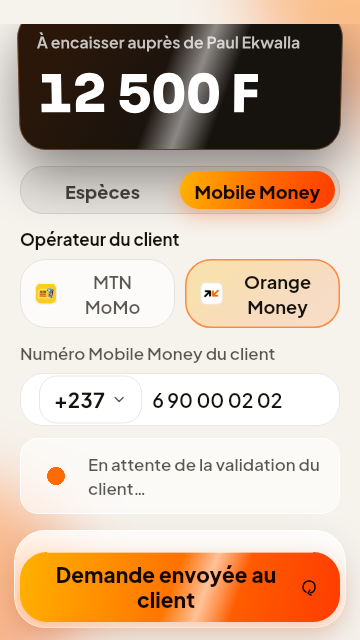 À encaisser auprès de Paul Ekwalla
12 500 F
Espèces
Mobile Money
Opérateur du client
MTN
MoMo
Orange
Money
Numéro Mobile Money du client
+237
6 90 00 02 02
En attente de la validation du
client…
Demande envoyée au
client